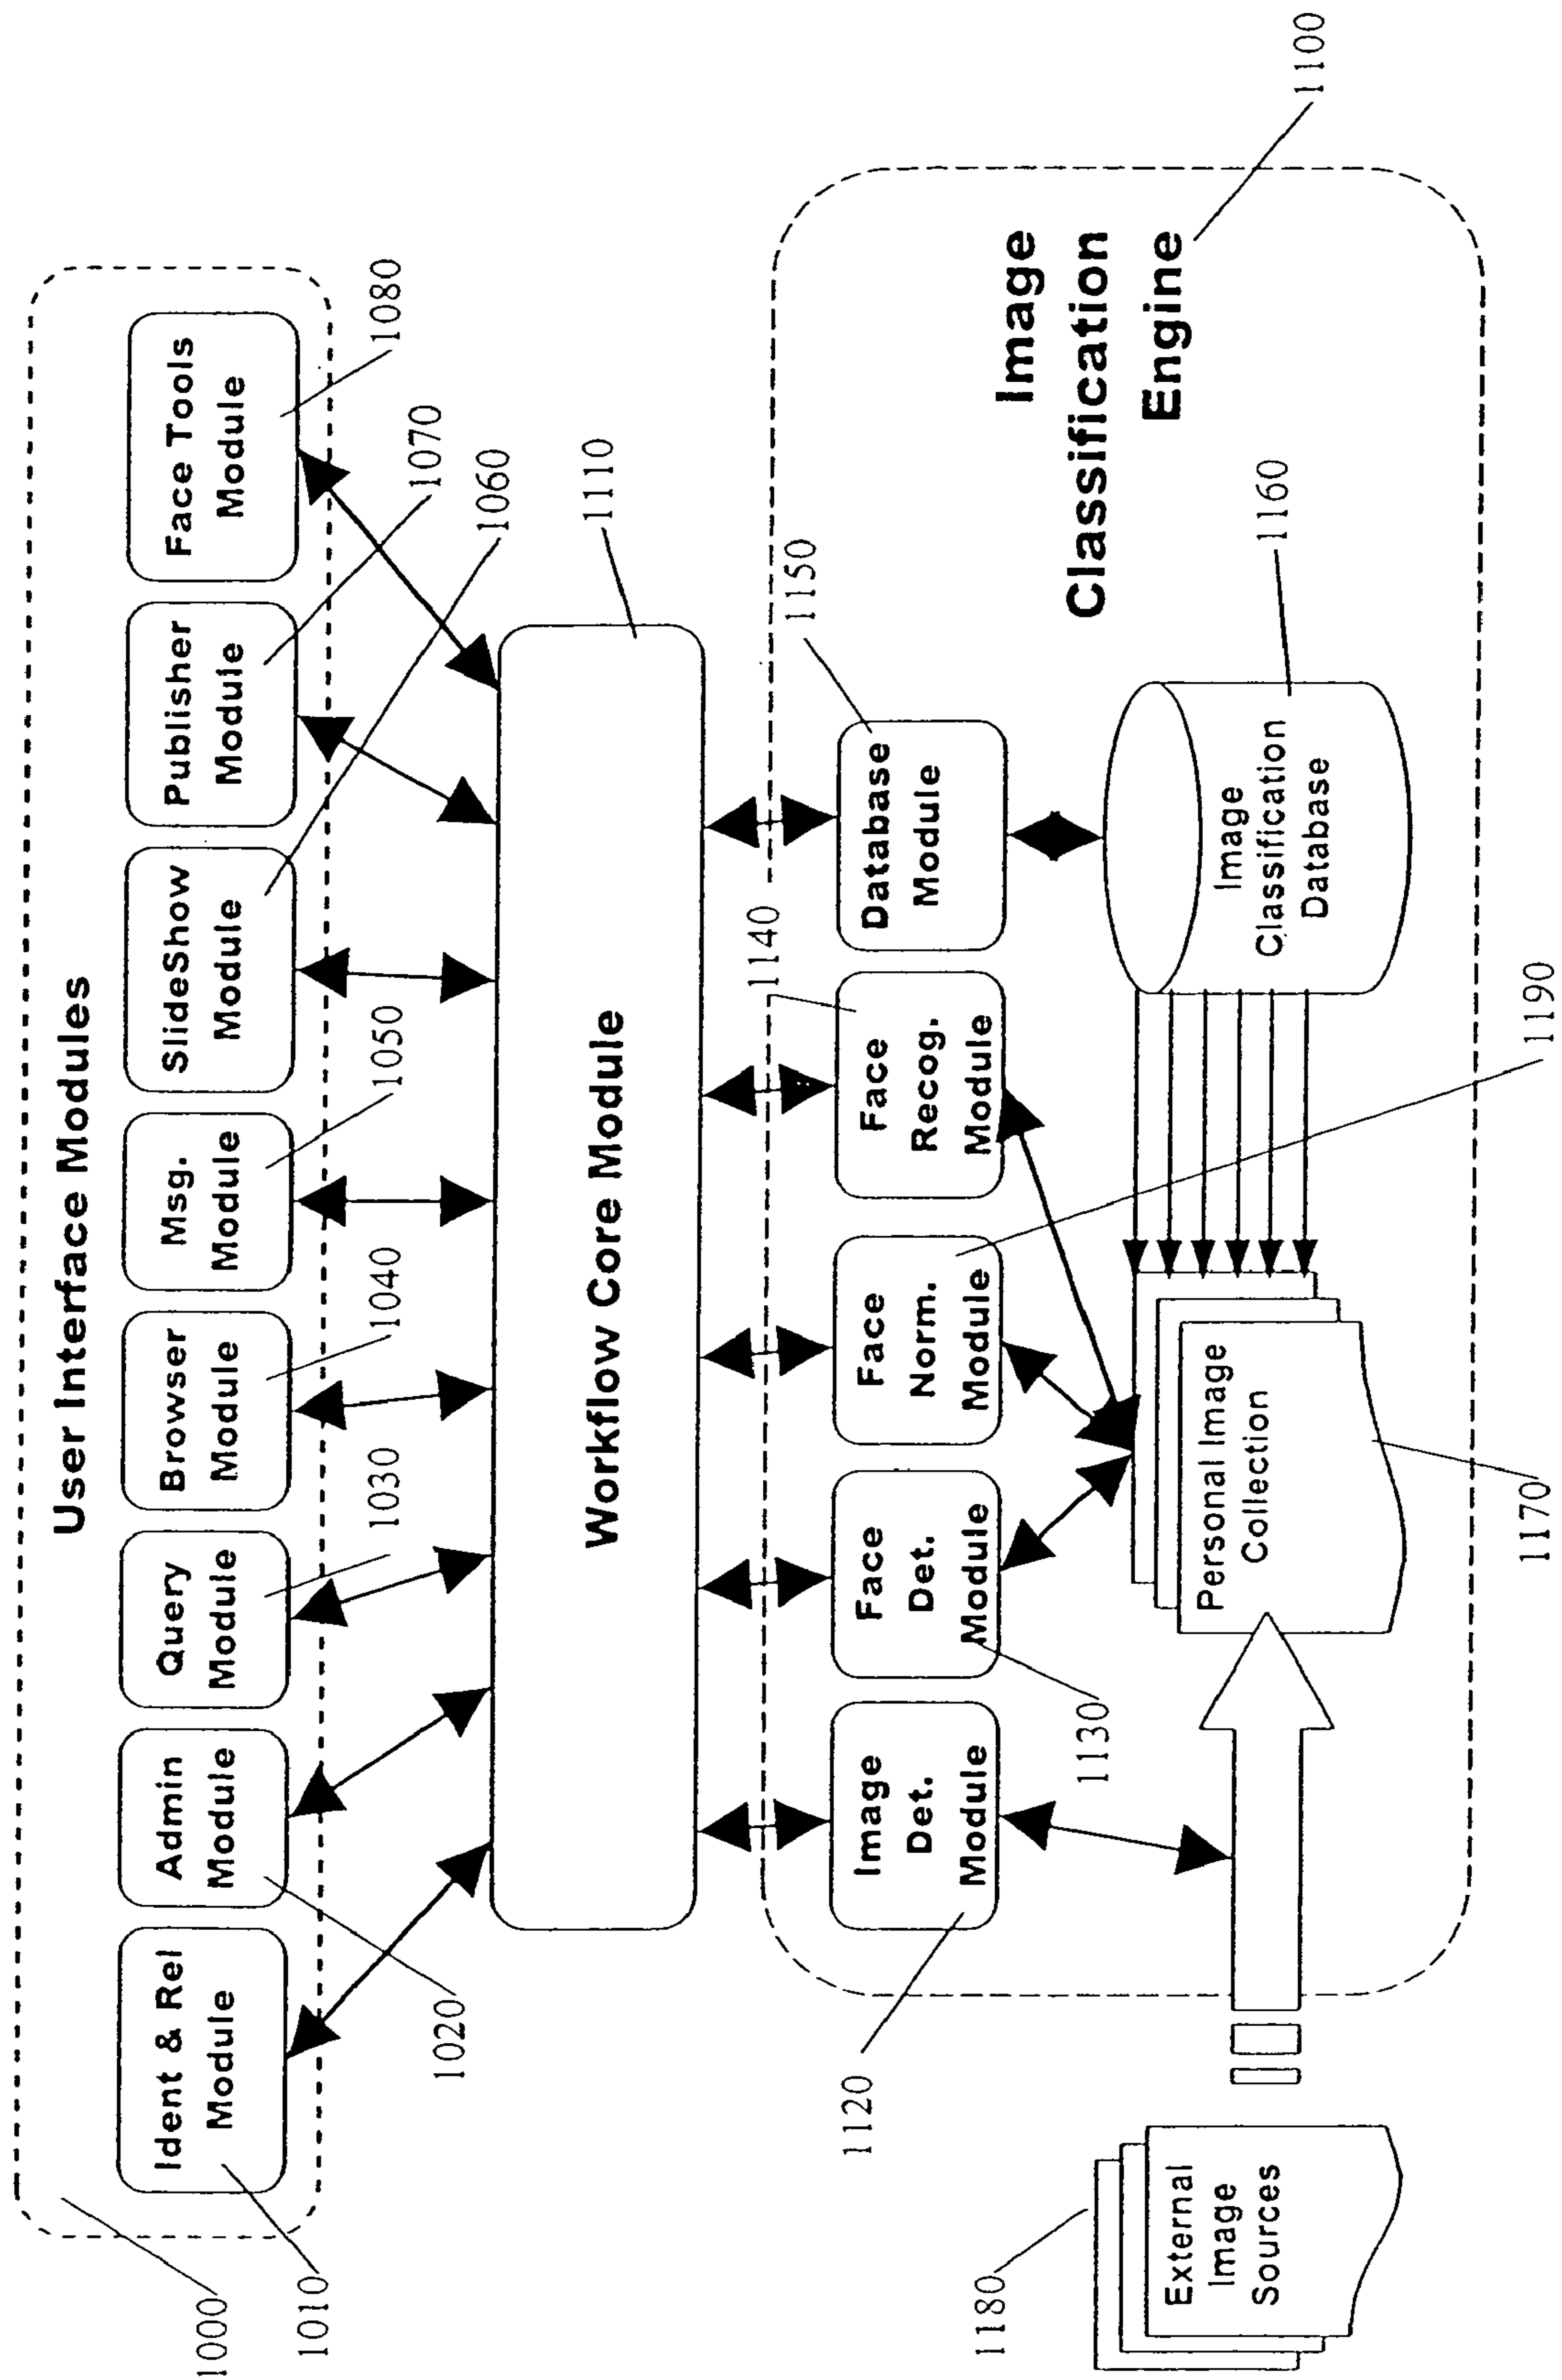 User Interface Modules
1000
Ident & Rel
Module
1010
Admin
Module
1020
Query
Module
1030
Browser
Module
1040
Msg.
Module
1050
SlideShow
Module
1060
Publisher
Module
1070
Face Tools
Module
1080
Workflow Core Module
1110
Image
Det.
Module
1120
Face
Det.
Module
1130
Face
Norm.
Module
1190
Face
Recog.
Module
1140
Database
Module
1150
Image
Classification
Engine
1100
External
Image
Sources
1180
Personal Image
Collection
1170
Image
Classification
Database
1160